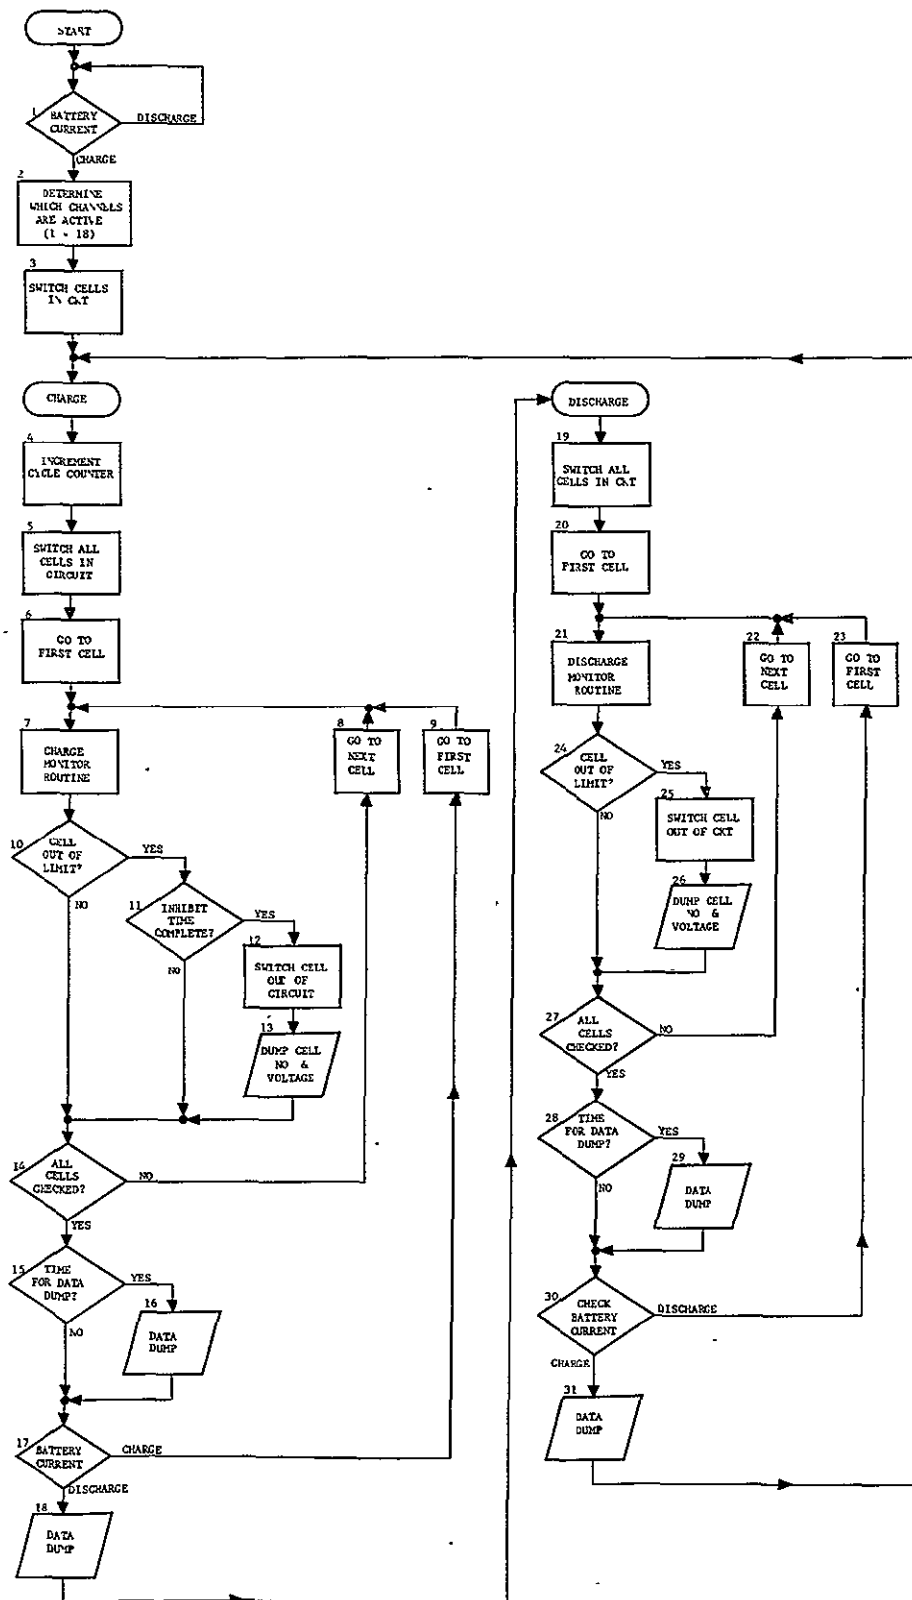 START
1
BATTERY
CURRENT
DISCHARGE
CHARGE
2
DETERMINE
WHICH CHANNELS
ARE ACTIVE
(1 - 18)
3
SWITCH CELLS
IN CKT
CHARGE
4
INCREMENT
CYCLE COUNTER
5
SWITCH ALL
CELLS IN
CIRCUIT
6
GO TO
FIRST CELL
7
CHARGE
MONITOR
ROUTINE
8
GO TO
NEXT
CELL
9
GO TO
FIRST
CELL
10
CELL
OUT OF
LIMIT?
YES
NO
11
INHIBIT
TIME
COMPLETE?
YES
NO
12
SWITCH CELL
OUT OF
CIRCUIT
13
DUMP CELL
NO &
VOLTAGE
14
ALL
CELLS
CHECKED?
NO
YES
15
TIME
FOR DATA
DUMP?
YES
NO
16
DATA
DUMP
17
BATTERY
CURRENT
CHARGE
DISCHARGE
18
DATA
DUMP
DISCHARGE
19
SWITCH ALL
CELLS IN CKT
20
GO TO
FIRST CELL
21
DISCHARGE
MONITOR
ROUTINE
22
GO TO
NEXT
CELL
23
GO TO
FIRST
CELL
24
CELL
OUT OF
LIMIT?
YES
NO
25
SWITCH CELL
OUT OF CKT
26
DUMP CELL
NO &
VOLTAGE
27
ALL
CELLS
CHECKED?
NO
YES
28
TIME
FOR DATA
DUMP?
YES
NO
29
DATA
DUMP
30
CHECK
BATTERY
CURRENT
DISCHARGE
CHARGE
31
DATA
DUMP